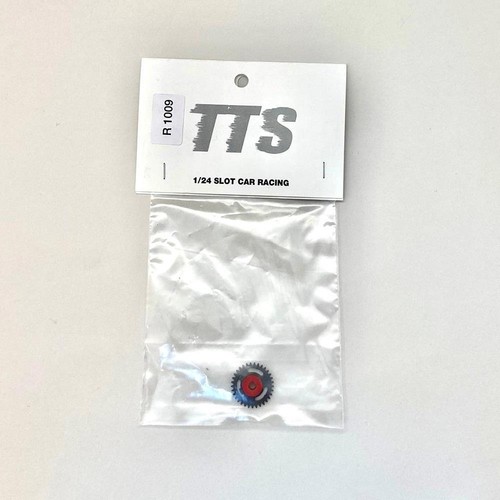 R 1009
TTS
1/24 SLOT CAR RACING